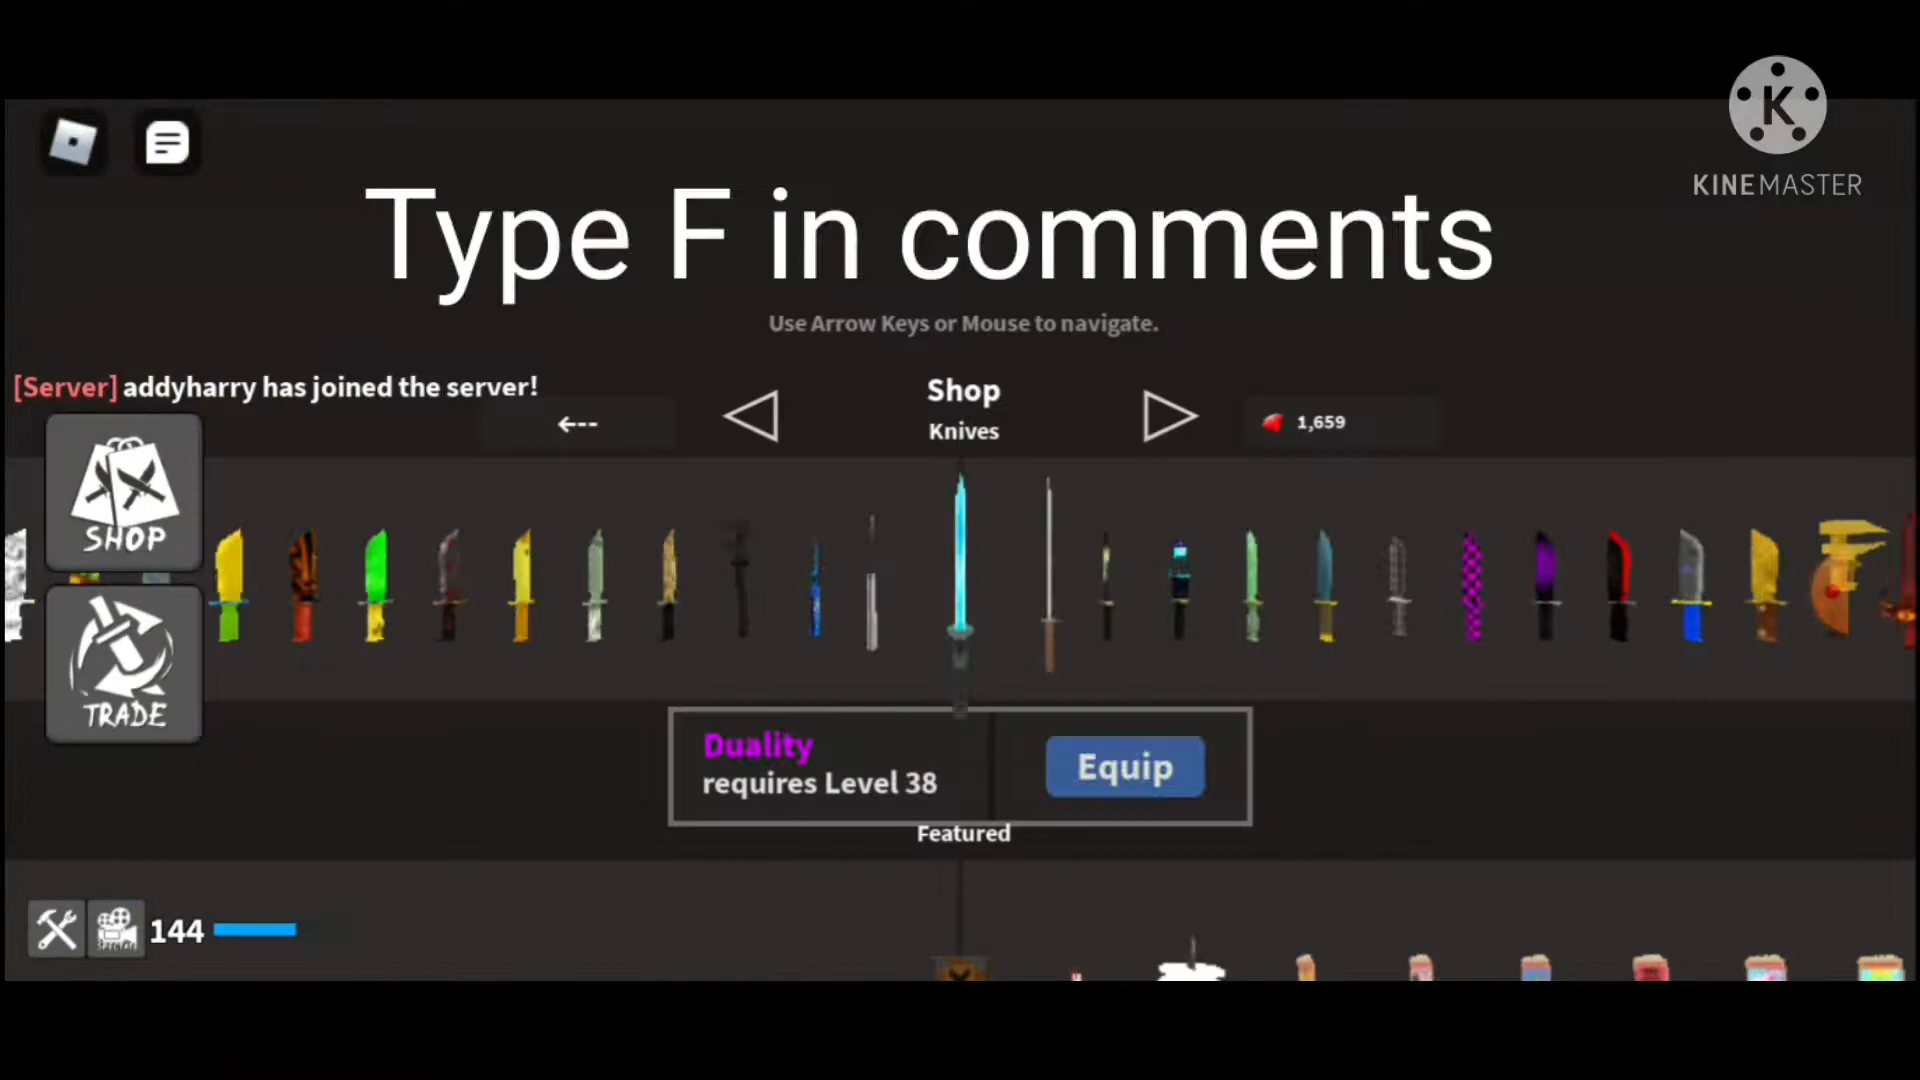 K
KINEMASTER
Type F in comments
Use Arrow Keys or Mouse to navigate.
[Server] addyharry has joined the server!
Shop
Knives
<---
1,659
SHOP
TRADE
Duality
requires Level 38
Equip
Featured
144